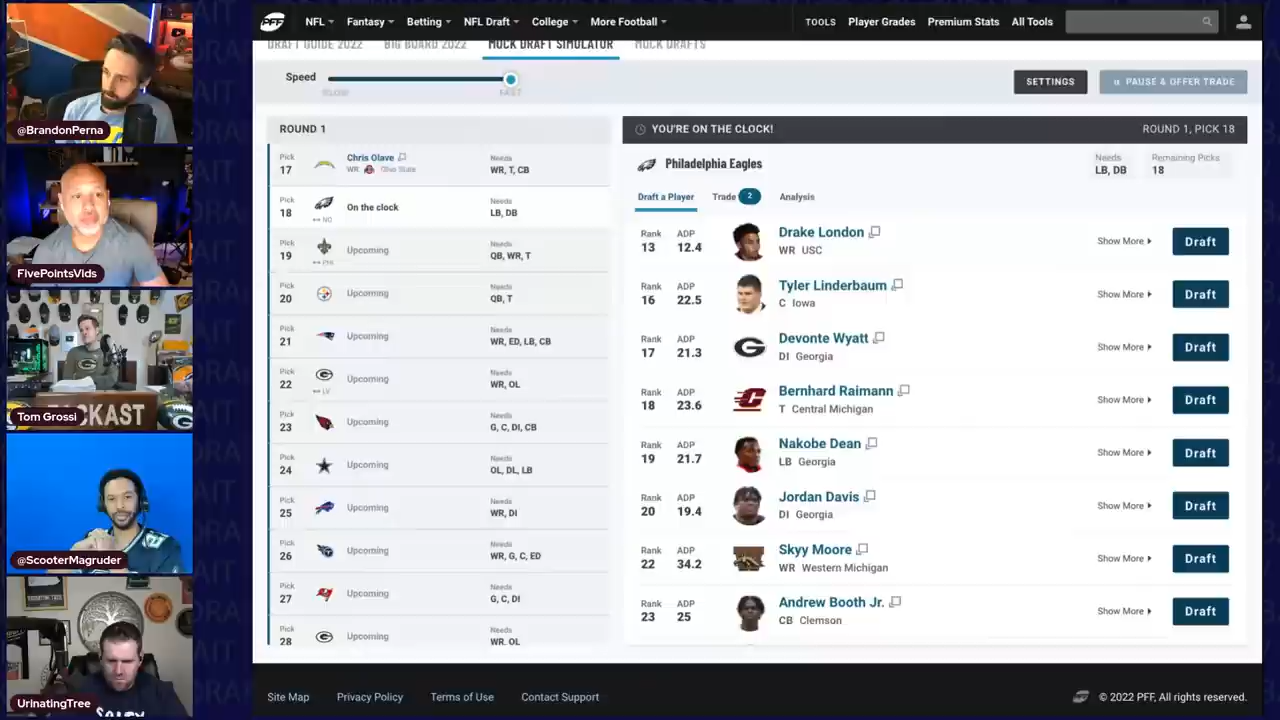 NFL Fantasy Betting NFL Draft College More Football TOOLS Player Grades Premium Stats All Tools
DRAFT GUIDE 2022 BIG BOARD 2022 MOCK DRAFT SIMULATOR MOCK DRAFTS
Speed
SLOW FAST
SETTINGS
PAUSE & OFFER TRADE
ROUND 1
Pick 17 Chris Olave Needs
WR Ohio State WR, T, CB
Pick 18 On the clock Needs
NO LB, DB
Pick 19 Upcoming Needs
PHI QB, WR, T
Pick 20 Upcoming Needs
QB, T
Pick 21 Upcoming Needs
WR, ED, LB, CB
Pick 22 Upcoming Needs
LV WR, OL
Pick 23 Upcoming Needs
G, C, DI, CB
Pick 24 Upcoming Needs
OL, DL, LB
Pick 25 Upcoming Needs
WR, DI
Pick 26 Upcoming Needs
WR, G, C, ED
Pick 27 Upcoming Needs
G, C, DI
Pick 28 Upcoming Needs
WR, OL
YOU'RE ON THE CLOCK! ROUND 1, PICK 18
Philadelphia Eagles
Needs Remaining Picks
LB, DB 18
Draft a Player Trade 2 Analysis
Rank ADP Drake London Show More Draft
13 12.4 WR USC
Rank ADP Tyler Linderbaum Show More Draft
16 22.5 C Iowa
Rank ADP Devonte Wyatt Show More Draft
17 21.3 DI Georgia
Rank ADP Bernhard Raimann Show More Draft
18 23.6 T Central Michigan
Rank ADP Nakobe Dean Show More Draft
19 21.7 LB Georgia
Rank ADP Jordan Davis Show More Draft
20 19.4 DI Georgia
Rank ADP Skyy Moore Show More Draft
22 34.2 WR Western Michigan
Rank ADP Andrew Booth Jr. Show More Draft
23 25 CB Clemson
Site Map Privacy Policy Terms of Use Contact Support © 2022 PFF. All rights reserved.
@BrandonPerna
FivePointsVids
Tom Grossi
@ScooterMagruder
UrinatingTree